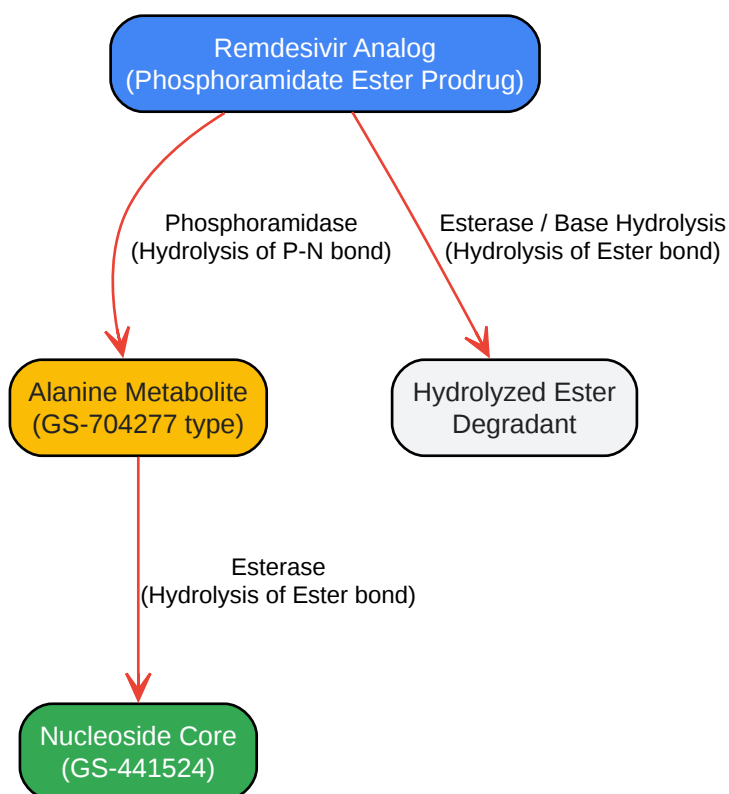 Remdesivir Analog
(Phosphoramidate Ester Prodrug)
Phosphoramidase
(Hydrolysis of P-N bond)
Esterase / Base Hydrolysis
(Hydrolysis of Ester bond)
Alanine Metabolite
(GS-704277 type)
Hydrolyzed Ester
Degradant
Esterase
(Hydrolysis of Ester bond)
Nucleoside Core
(GS-441524)